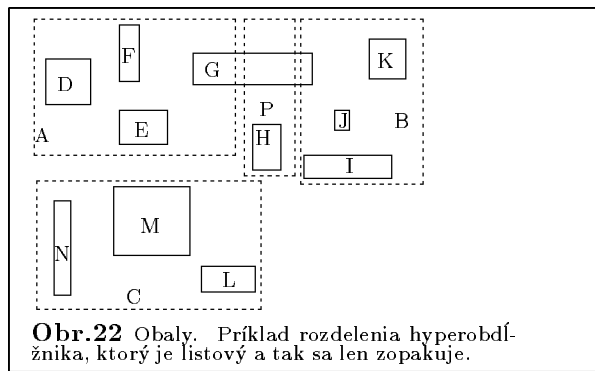 F
K
G
D
P
J
B
E
A
H
I
M
N
L
C
Obr.22 Obaly. Príklad rozdelenia hyperobdĺ-
žnika, ktorý je listový a tak sa len zopakuje.